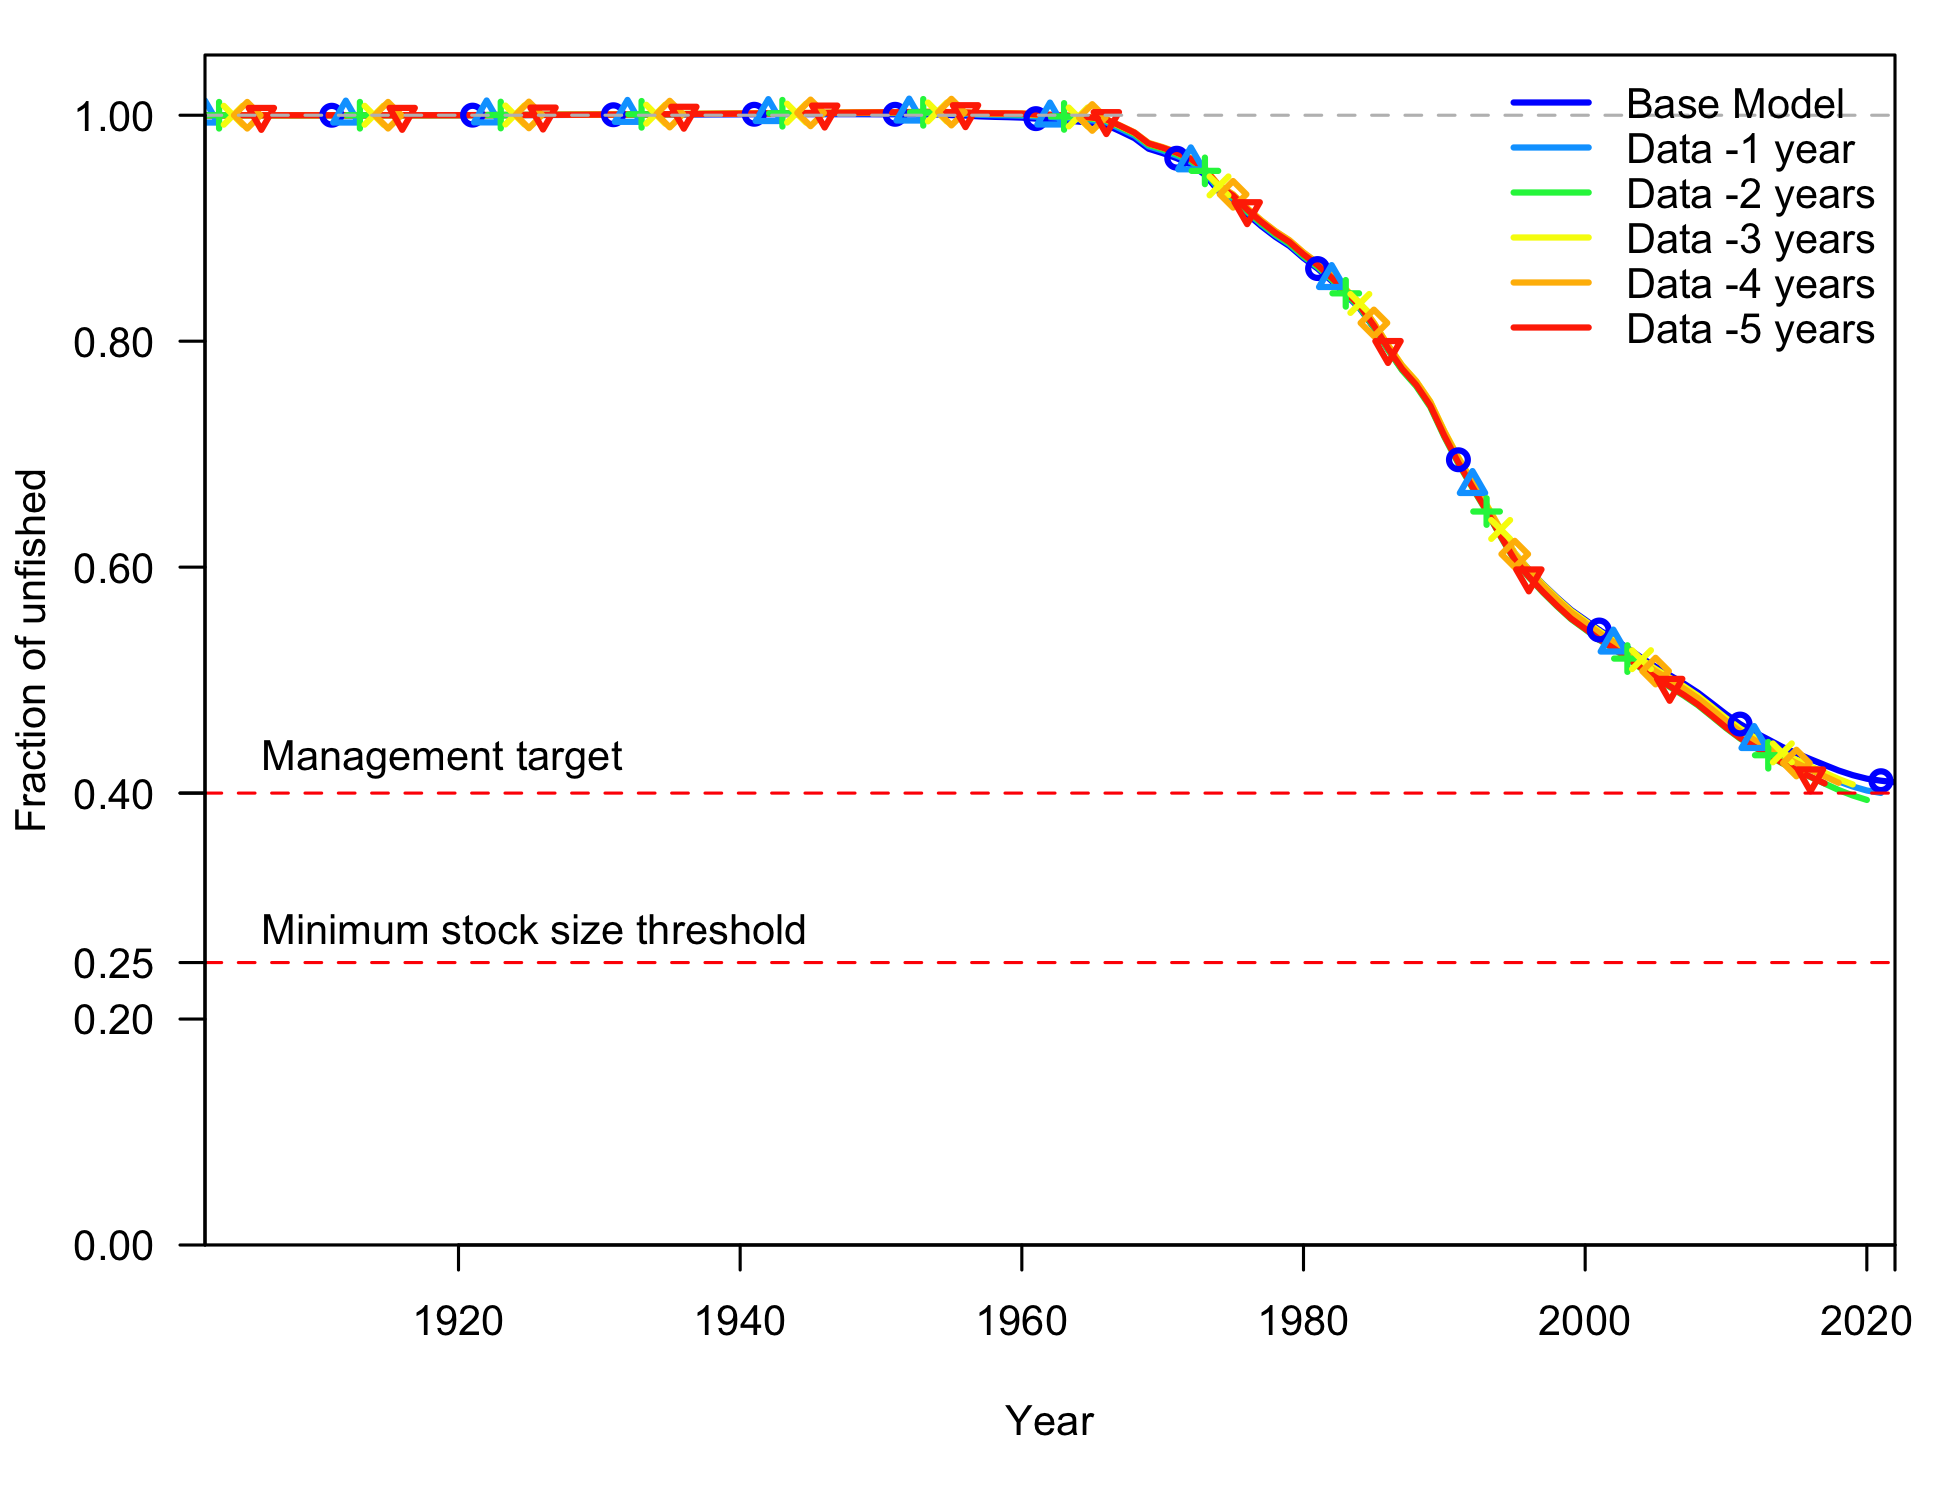 Fraction of unfished
1.00
0.80
0.60
0.40
0.25
0.20
0.00
Base Model
Data -1 year
Data -2 years
Data -3 years
Data -4 years
Data -5 years
Management target
Minimum stock size threshold
1920 1940 1960 1980 2000 2020
Year